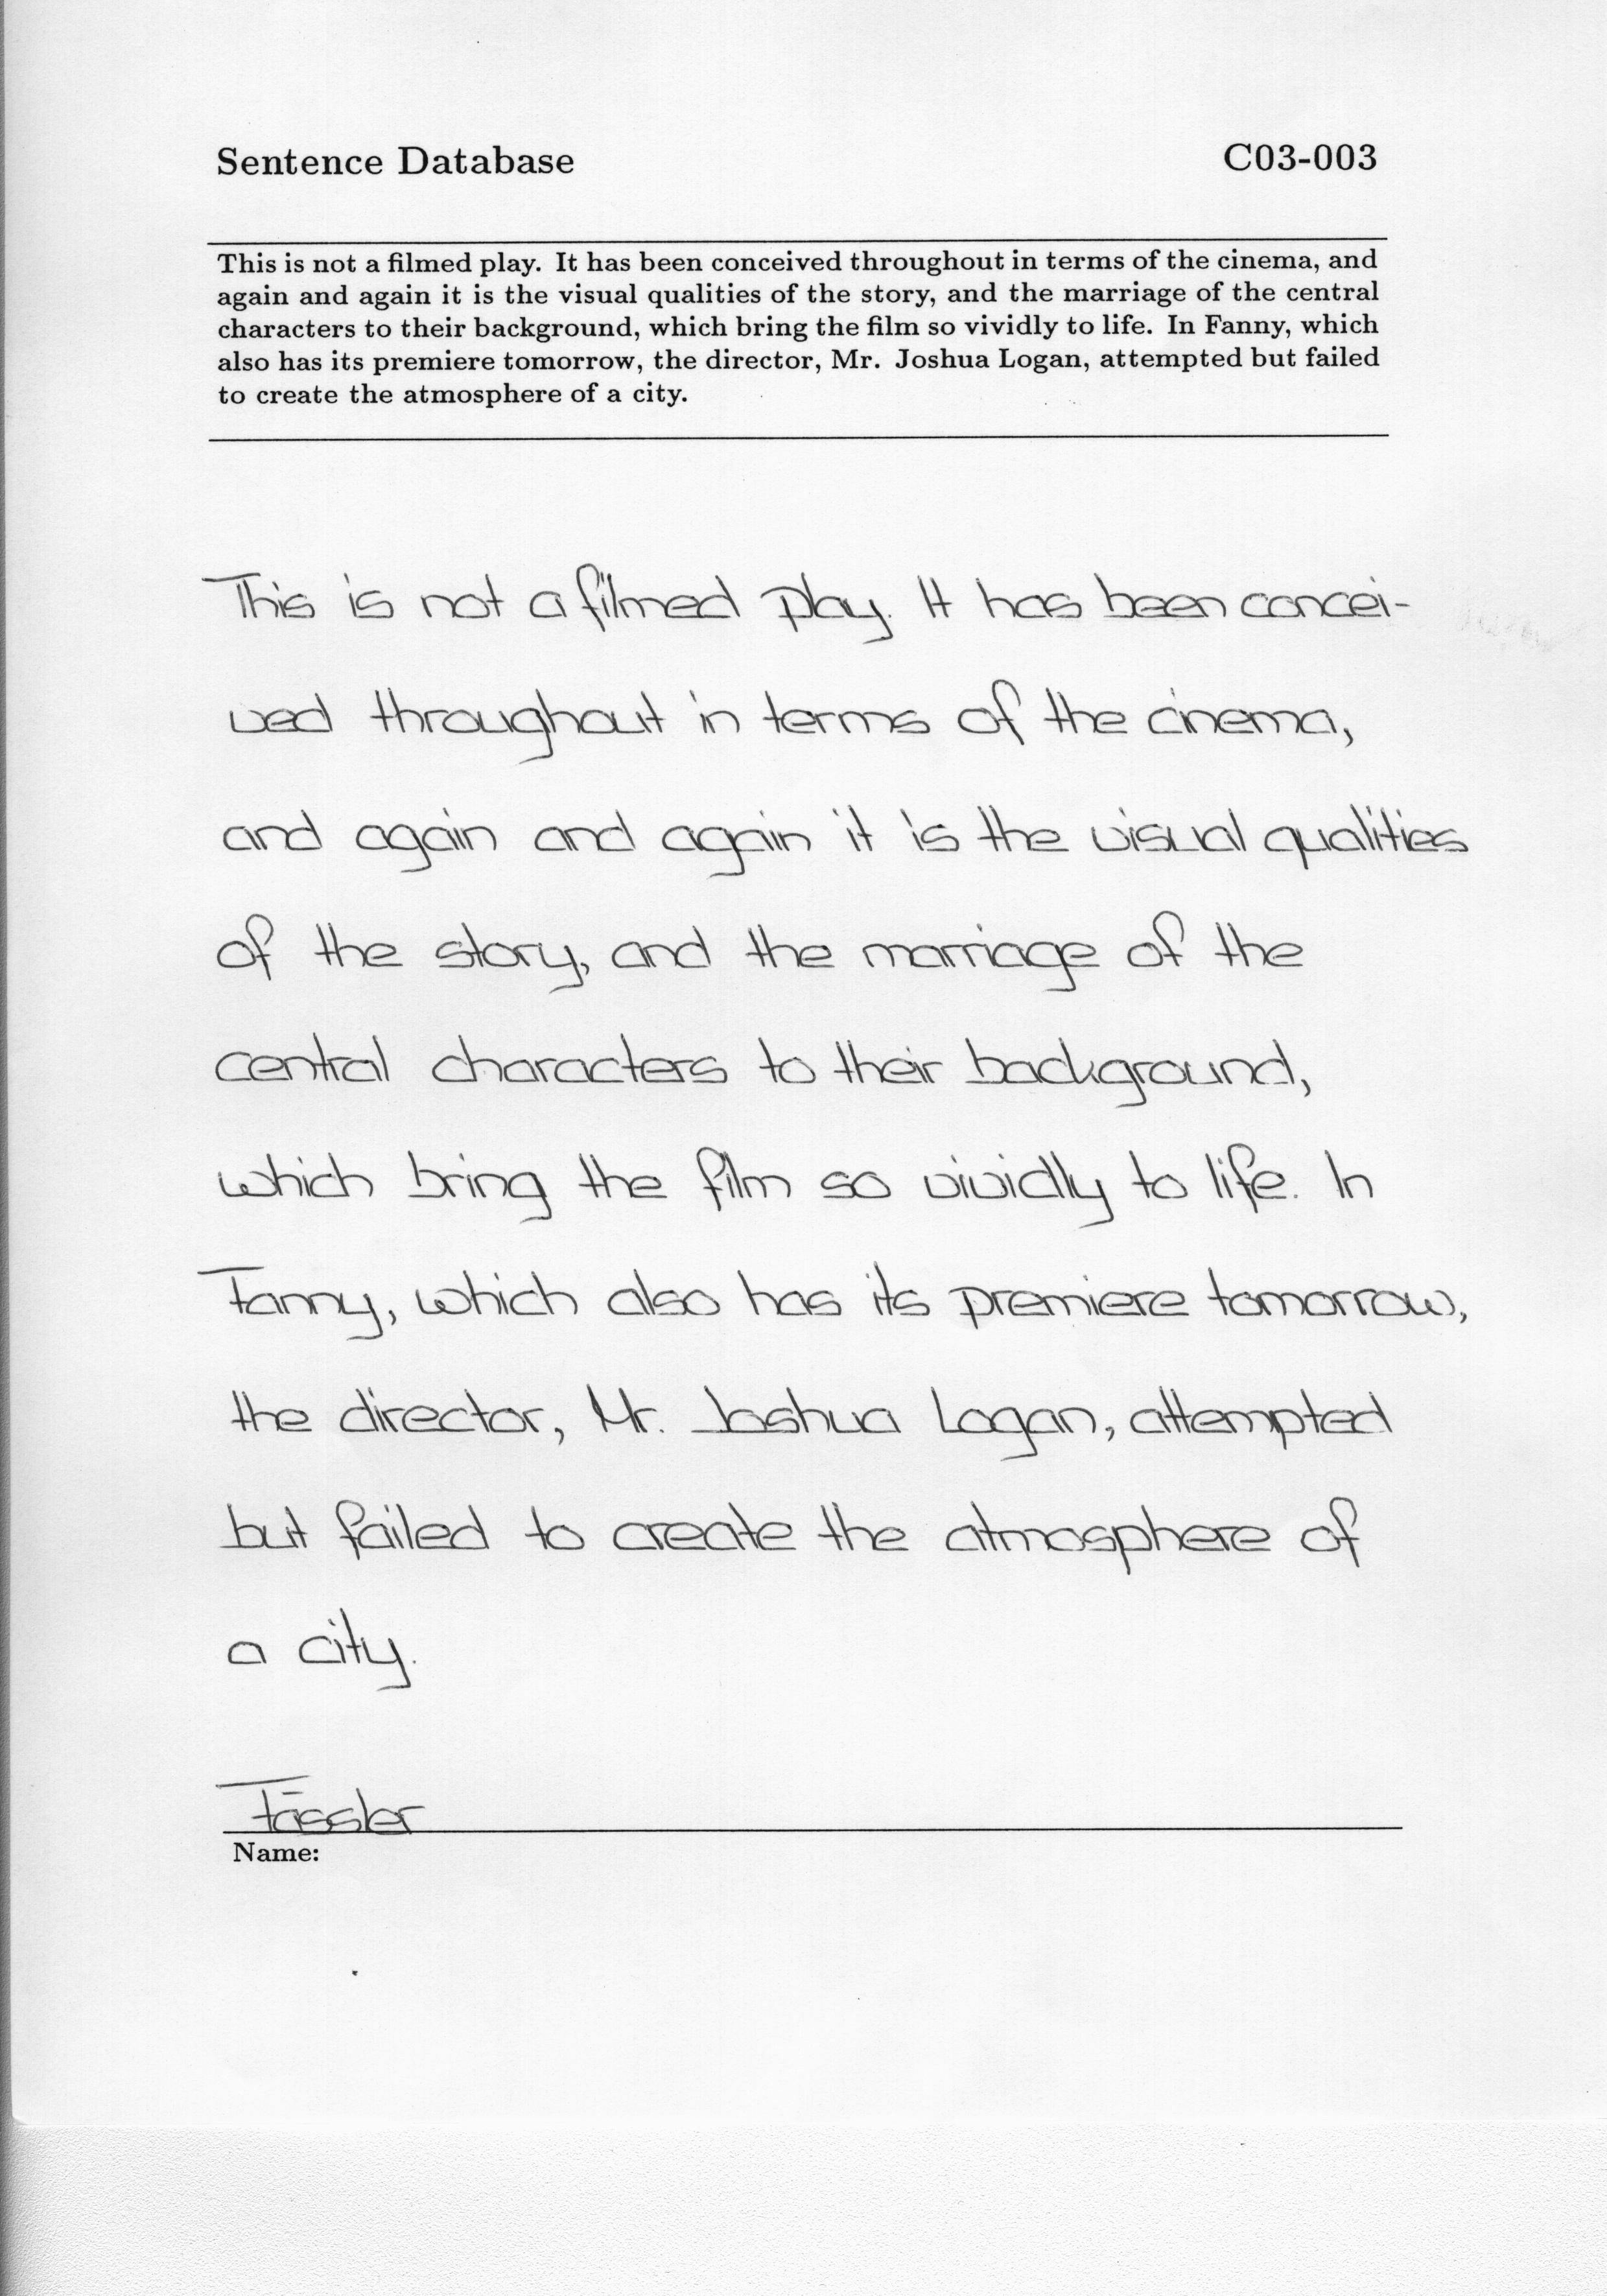 Sentence Database C03-003
This is not a filmed play. It has been conceived throughout in terms of the cinema, and
again and again it is the visual qualities of the story, and the marriage of the central
characters to their background, which bring the film so vividly to life. In Fanny, which
also has its premiere tomorrow, the director, Mr. Joshua Logan, attempted but failed
to create the atmosphere of a city.
This is not a filmed play. It has been concei-
ved throughout in terms of the cinema,
and again and again it is the visual qualities
of the story, and the marriage of the
central characters to their background,
which bring the film so vividly to life. In
Fanny, which also has its premiere tomorrow,
the director, Mr. Joshua Logan, attempted
but failed to create the atmosphere of
a city.
Fässler
Name: